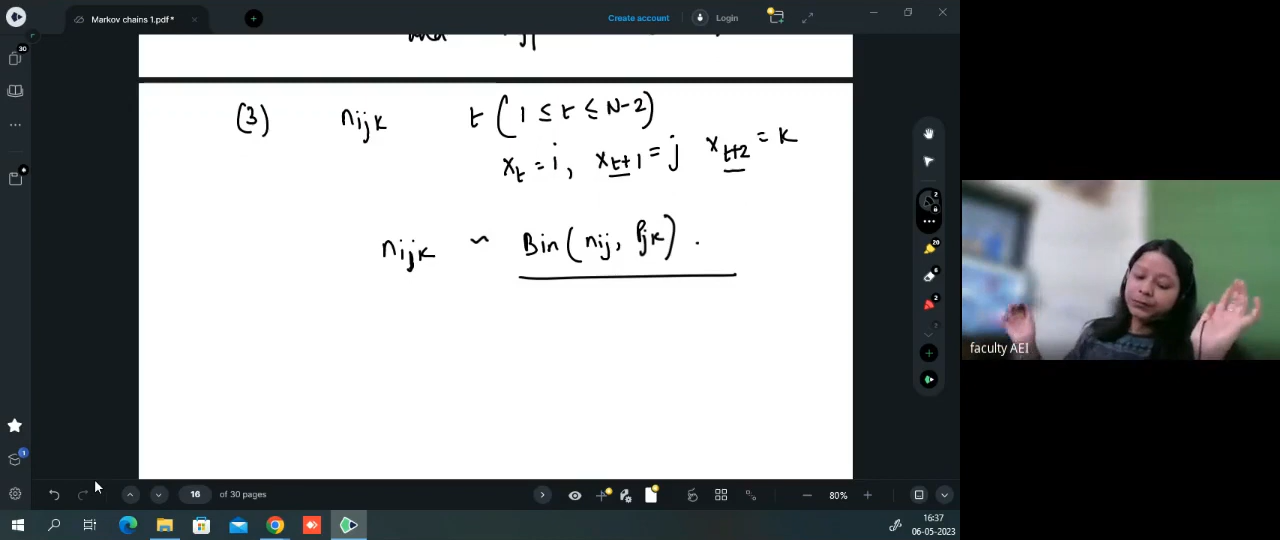 Markov chains 1.pdf*
Create account
Login
(3) nijk t (1 ≤ t ≤ N-2)
xt = i, xt+1 = j xt+2 = k
nijk ~ Bin(nij, Pjk).
faculty AEI
16 of 30 pages
80%
16:37
06-05-2023